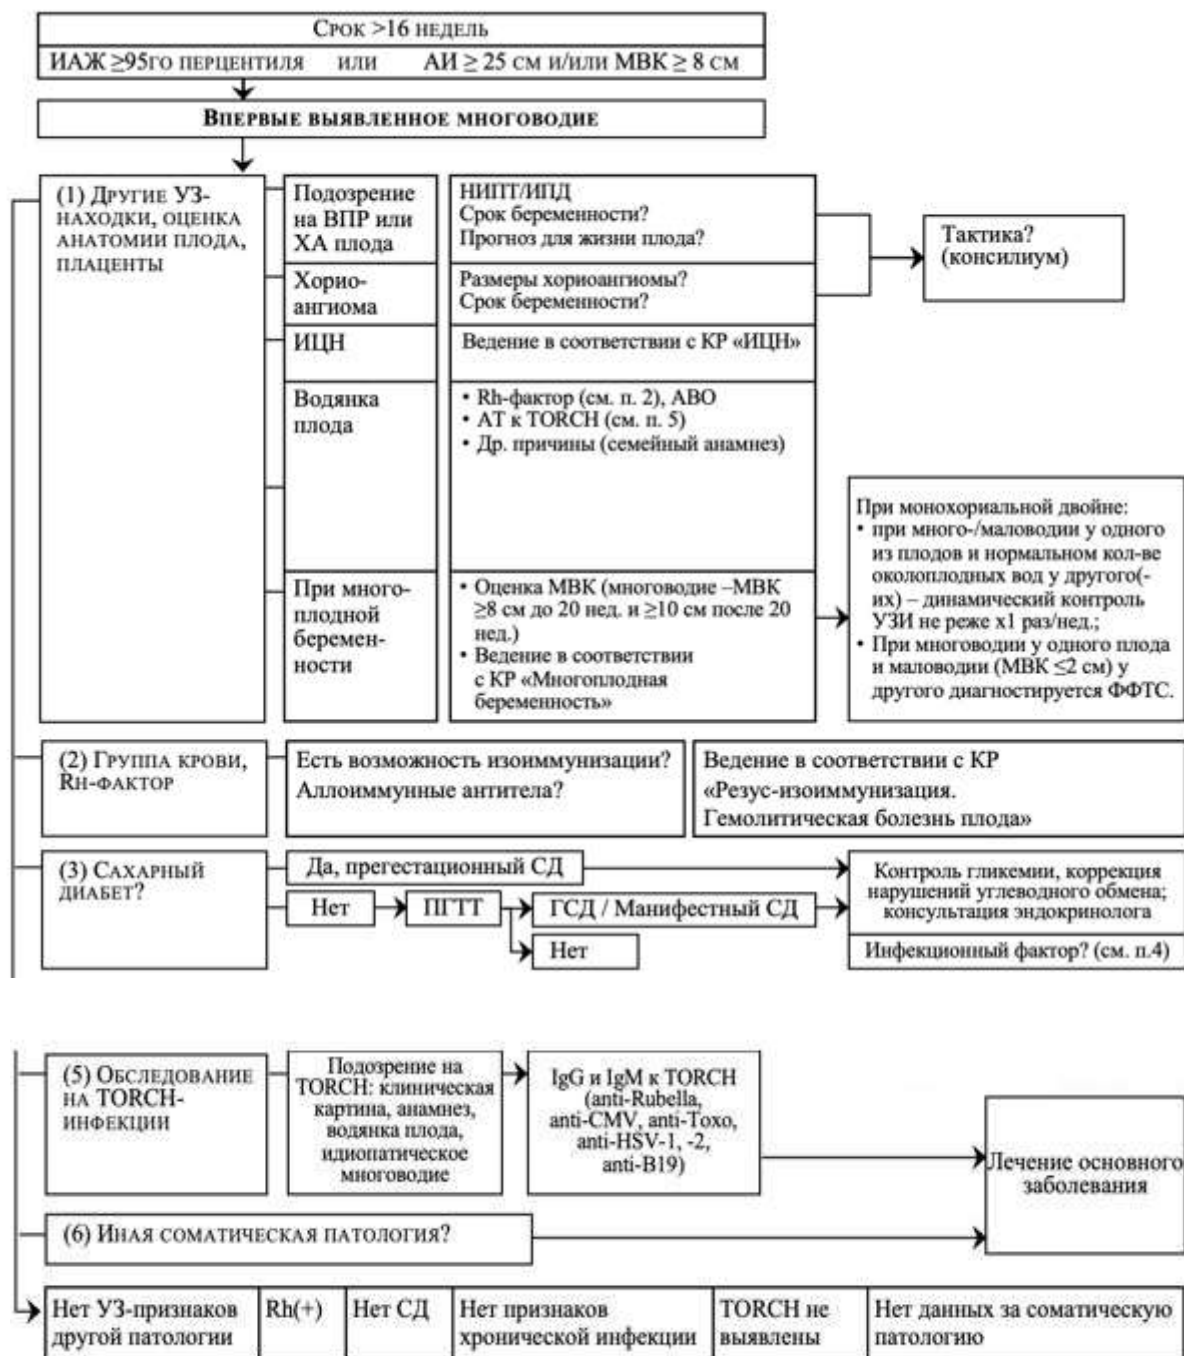 Срок >16 недель
ИАЖ ≥95го перцентиля или АИ ≥ 25 см и/или МВК ≥ 8 см
Впервые выявленное многоводие
(1) Другие УЗ-
находки, оценка
анатомии плода,
плаценты
Подозрение
на ВПР или
ХА плода
НИПТ/ИПД
Срок беременности?
Прогноз для жизни плода?
Тактика?
(консилиум)
Хорио-
ангиома
Размеры хориоангиомы?
Срок беременности?
ИЦН
Ведение в соответствии с КР «ИЦН»
Водянка
плода
• Rh-фактор (см. п. 2), АВО
• АТ к TORCH (см. п. 5)
• Др. причины (семейный анамнез)
При много-
плодной
беремен-
ности
• Оценка МВК (многоводие –МВК
≥8 см до 20 нед. и ≥10 см после 20
нед.)
• Ведение в соответствии
с КР «Многоплодная
беременность»
При монохориальной двойне:
• при много-/маловодии у одного
из плодов и нормальном кол-ве
околоплодных вод у другого(-
их) – динамический контроль
УЗИ не реже х1 раз/нед.;
• При многоводии у одного плода
и маловодии (МВК ≤2 см) у
другого диагностируется ФФТС.
(2) Группа крови,
Rh-фактор
Есть возможность изоиммунизации?
Аллоиммунные антитела?
Ведение в соответствии с КР
«Резус-изоиммунизация.
Гемолитическая болезнь плода»
(3) Сахарный
диабет?
Да, прегестационный СД
Нет
ПГТТ
ГСД / Манифестный СД
Нет
Контроль гликемии, коррекция
нарушений углеводного обмена;
консультация эндокринолога
Инфекционный фактор? (см. п.4)
(5) Обследование
на TORCH-
инфекции
Подозрение на
TORCH: клиническая
картина, анамнез,
водянка плода,
идиопатическое
многоводие
IgG и IgM к TORCH
(anti-Rubella,
anti-CMV, anti-Toxo,
anti-HSV-1, -2,
anti-B19)
Лечение основного
заболевания
(6) Иная соматическая патология?
Нет УЗ-признаков
другой патологии
Rh(+)
Нет СД
Нет признаков
хронической инфекции
TORCH не
выявлены
Нет данных за соматическую
патологию